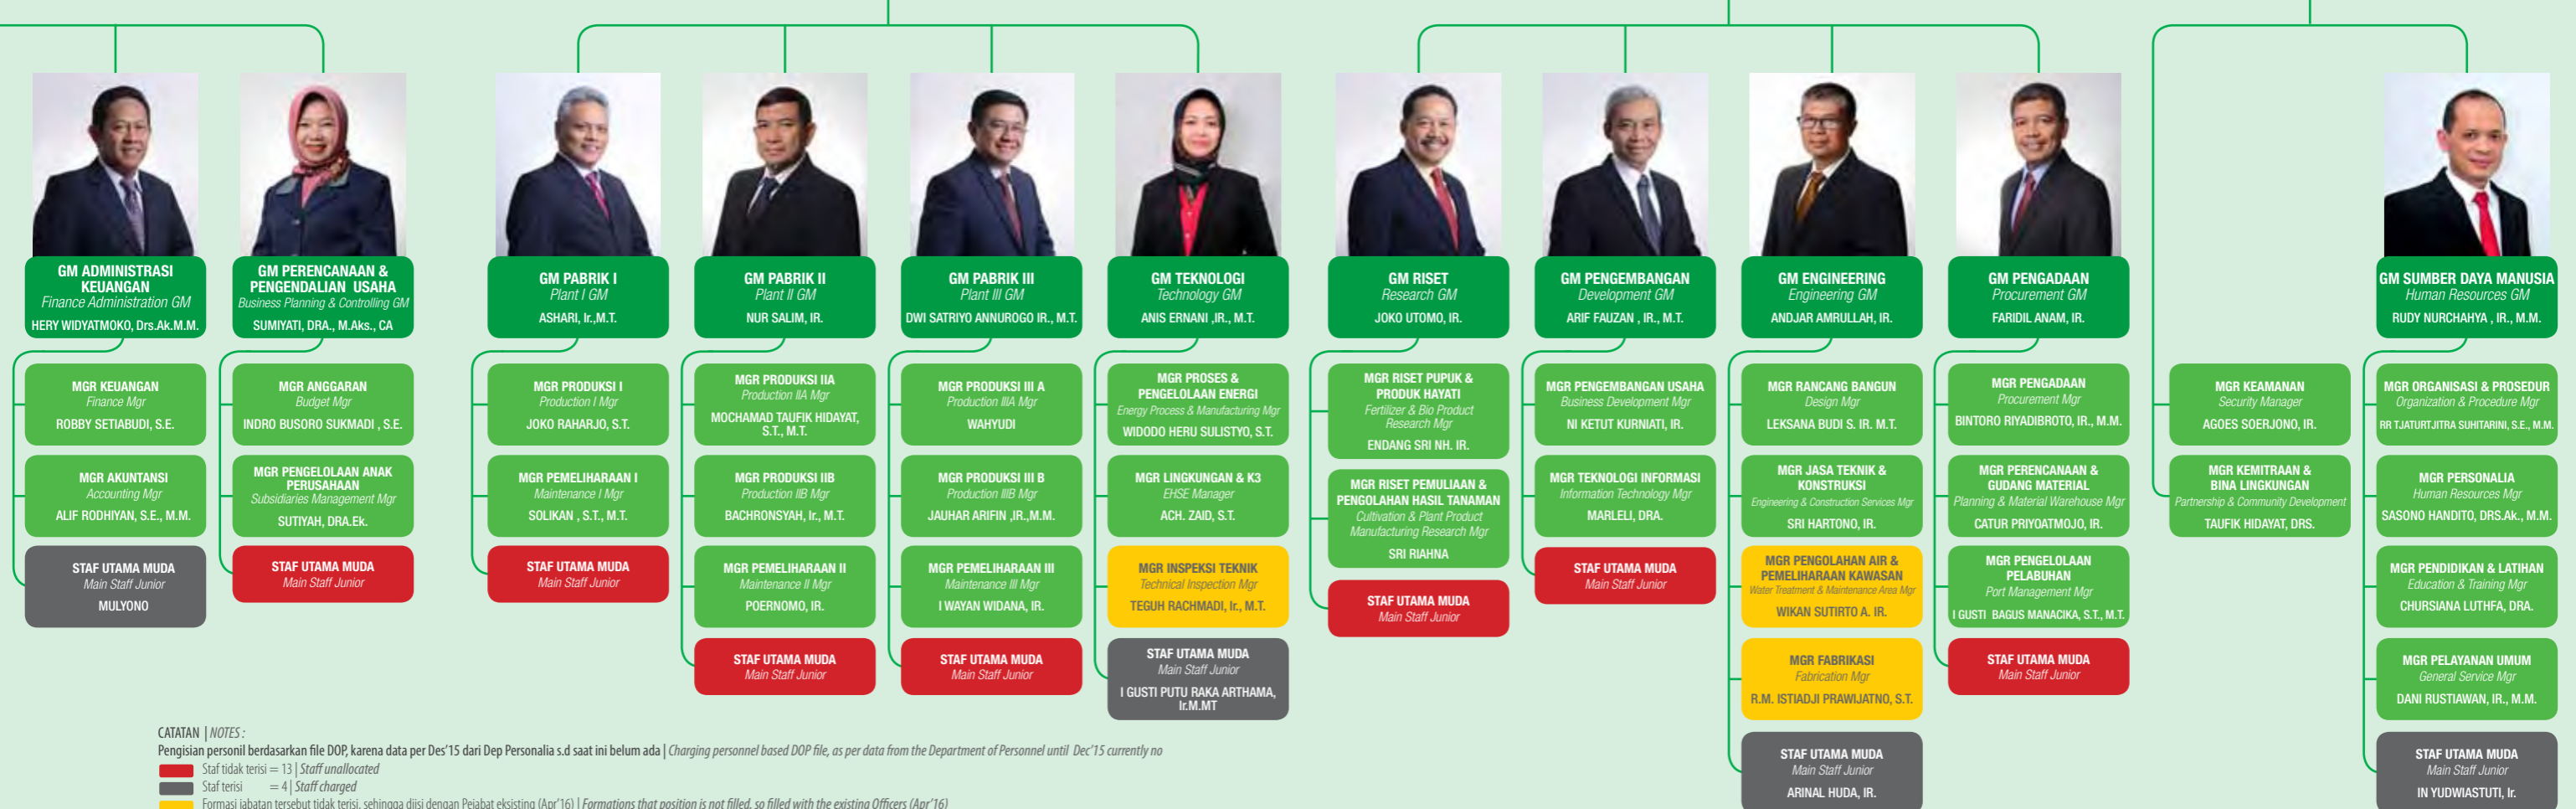 GM ADMINISTRASI
KEUANGAN
Finance Administration GM
HERY WIDYATMOKO, Drs.Ak.M.M.
MGR KEUANGAN
Finance Mgr
ROBBY SETIABUDI, S.E.
MGR AKUNTANSI
Accounting Mgr
ALIF RODHIYAN, S.E., M.M.
STAF UTAMA MUDA
Main Staff Junior
MULYONO
GM PERENCANAAN &
PENGENDALIAN USAHA
Business Planning & Controlling GM
SUMIYATI, DRA., M.Aks., CA
MGR ANGGARAN
Budget Mgr
INDRO BUSORO SUKMADI , S.E.
MGR PENGELOLAAN ANAK
PERUSAHAAN
Subsidiaries Management Mgr
SUTIYAH, DRA.Ek.
STAF UTAMA MUDA
Main Staff Junior
GM PABRIK I
Plant I GM
ASHARI, Ir.,M.T.
MGR PRODUKSI I
Production I Mgr
JOKO RAHARJO, S.T.
MGR PEMELIHARAAN I
Maintenance I Mgr
SOLIKAN , S.T., M.T.
STAF UTAMA MUDA
Main Staff Junior
GM PABRIK II
Plant II GM
NUR SALIM, IR.
MGR PRODUKSI IIA
Production IIA Mgr
MOCHAMAD TAUFIK HIDAYAT,
S.T., M.T.
MGR PRODUKSI IIB
Production IIB Mgr
BACHRONSYAH, Ir., M.T.
MGR PEMELIHARAAN II
Maintenance II Mgr
POERNOMO, IR.
STAF UTAMA MUDA
Main Staff Junior
GM PABRIK III
Plant III GM
DWI SATRIYO ANNUROGO IR., M.T.
MGR PRODUKSI III A
Production IIIA Mgr
WAHYUDI
MGR PRODUKSI III B
Production IIIB Mgr
JAUHAR ARIFIN ,IR.,M.M.
MGR PEMELIHARAAN III
Maintenance III Mgr
I WAYAN WIDANA, IR.
STAF UTAMA MUDA
Main Staff Junior
GM TEKNOLOGI
Technology GM
ANIS ERNANI ,IR., M.T.
MGR PROSES &
PENGELOLAAN ENERGI
Energy Process & Manufacturing Mgr
WIDODO HERU SULISTYO, S.T.
MGR LINGKUNGAN & K3
EHSE Manager
ACH. ZAID, S.T.
MGR INSPEKSI TEKNIK
Technical Inspection Mgr
TEGUH RACHMADI, Ir., M.T.
STAF UTAMA MUDA
Main Staff Junior
I GUSTI PUTU RAKA ARTHAMA,
Ir.M.MT
GM RISET
Research GM
JOKO UTOMO, IR.
MGR RISET PUPUK &
PRODUK HAYATI
Fertilizer & Bio Product
Research Mgr
ENDANG SRI NH. IR.
MGR RISET PEMULIAAN &
PENGOLAHAN HASIL TANAMAN
Cultivation & Plant Product
Manufacturing Research Mgr
SRI RIAHNA
STAF UTAMA MUDA
Main Staff Junior
GM PENGEMBANGAN
Development GM
ARIF FAUZAN , IR., M.T.
MGR PENGEMBANGAN USAHA
Business Development Mgr
NI KETUT KURNIATI, IR.
MGR TEKNOLOGI INFORMASI
Information Technology Mgr
MARLELI, DRA.
STAF UTAMA MUDA
Main Staff Junior
GM ENGINEERING
Engineering GM
ANDJAR AMRULLAH, IR.
MGR RANCANG BANGUN
Design Mgr
LEKSANA BUDI S. IR. M.T.
MGR JASA TEKNIK &
KONSTRUKSI
Engineering & Construction Services Mgr
SRI HARTONO, IR.
MGR PENGOLAHAN AIR &
PEMELIHARAAN KAWASAN
Water Treatment & Maintenance Area Mgr
WIKAN SUTIRTO A. IR.
MGR FABRIKASI
Fabrication Mgr
R.M. ISTIADJI PRAWIJATNO, S.T.
STAF UTAMA MUDA
Main Staff Junior
ARINAL HUDA, IR.
GM PENGADAAN
Procurement GM
FARIDIL ANAM, IR.
MGR PENGADAAN
Procurement Mgr
BINTORO RIYADIBROTO, IR., M.M.
MGR PERENCANAAN &
GUDANG MATERIAL
Planning & Material Warehouse Mgr
CATUR PRIYOATMOJO, IR.
MGR PENGELOLAAN
PELABUHAN
Port Management Mgr
I GUSTI BAGUS MANACIKA, S.T., M.T.
STAF UTAMA MUDA
Main Staff Junior
MGR KEAMANAN
Security Manager
AGOES SOERJONO, IR.
MGR KEMITRAAN &
BINA LINGKUNGAN
Partnership & Community Development
TAUFIK HIDAYAT, DRS.
GM SUMBER DAYA MANUSIA
Human Resources GM
RUDY NURCHAHYA , IR., M.M.
MGR ORGANISASI & PROSEDUR
Organization & Procedure Mgr
RR TJATURTJITRA SUHITARINI, S.E., M.M.
MGR PERSONALIA
Human Resources Mgr
SASONO HANDITO, DRS.Ak., M.M.
MGR PENDIDIKAN & LATIHAN
Education & Training Mgr
CHURSIANA LUTHFA, DRA.
MGR PELAYANAN UMUM
General Service Mgr
DANI RUSTIAWAN, IR., M.M.
STAF UTAMA MUDA
Main Staff Junior
IN YUDWIASTUTI, Ir.
CATATAN | NOTES :
Pengisian personil berdasarkan file DOP, karena data per Des'15 dari Dep Personalia s.d saat ini belum ada | Charging personnel based DOP file, as per data from the Department of Personnel until Dec'15 currently no
Staf tidak terisi = 13 | Staff unallocated
Staf terisi = 4 | Staff charged
Formasi jabatan tersebut tidak terisi, sehingga diisi dengan Pejabat eksisting (Apr'16) | Formations that position is not filled, so filled with the existing Officers (Apr'16)